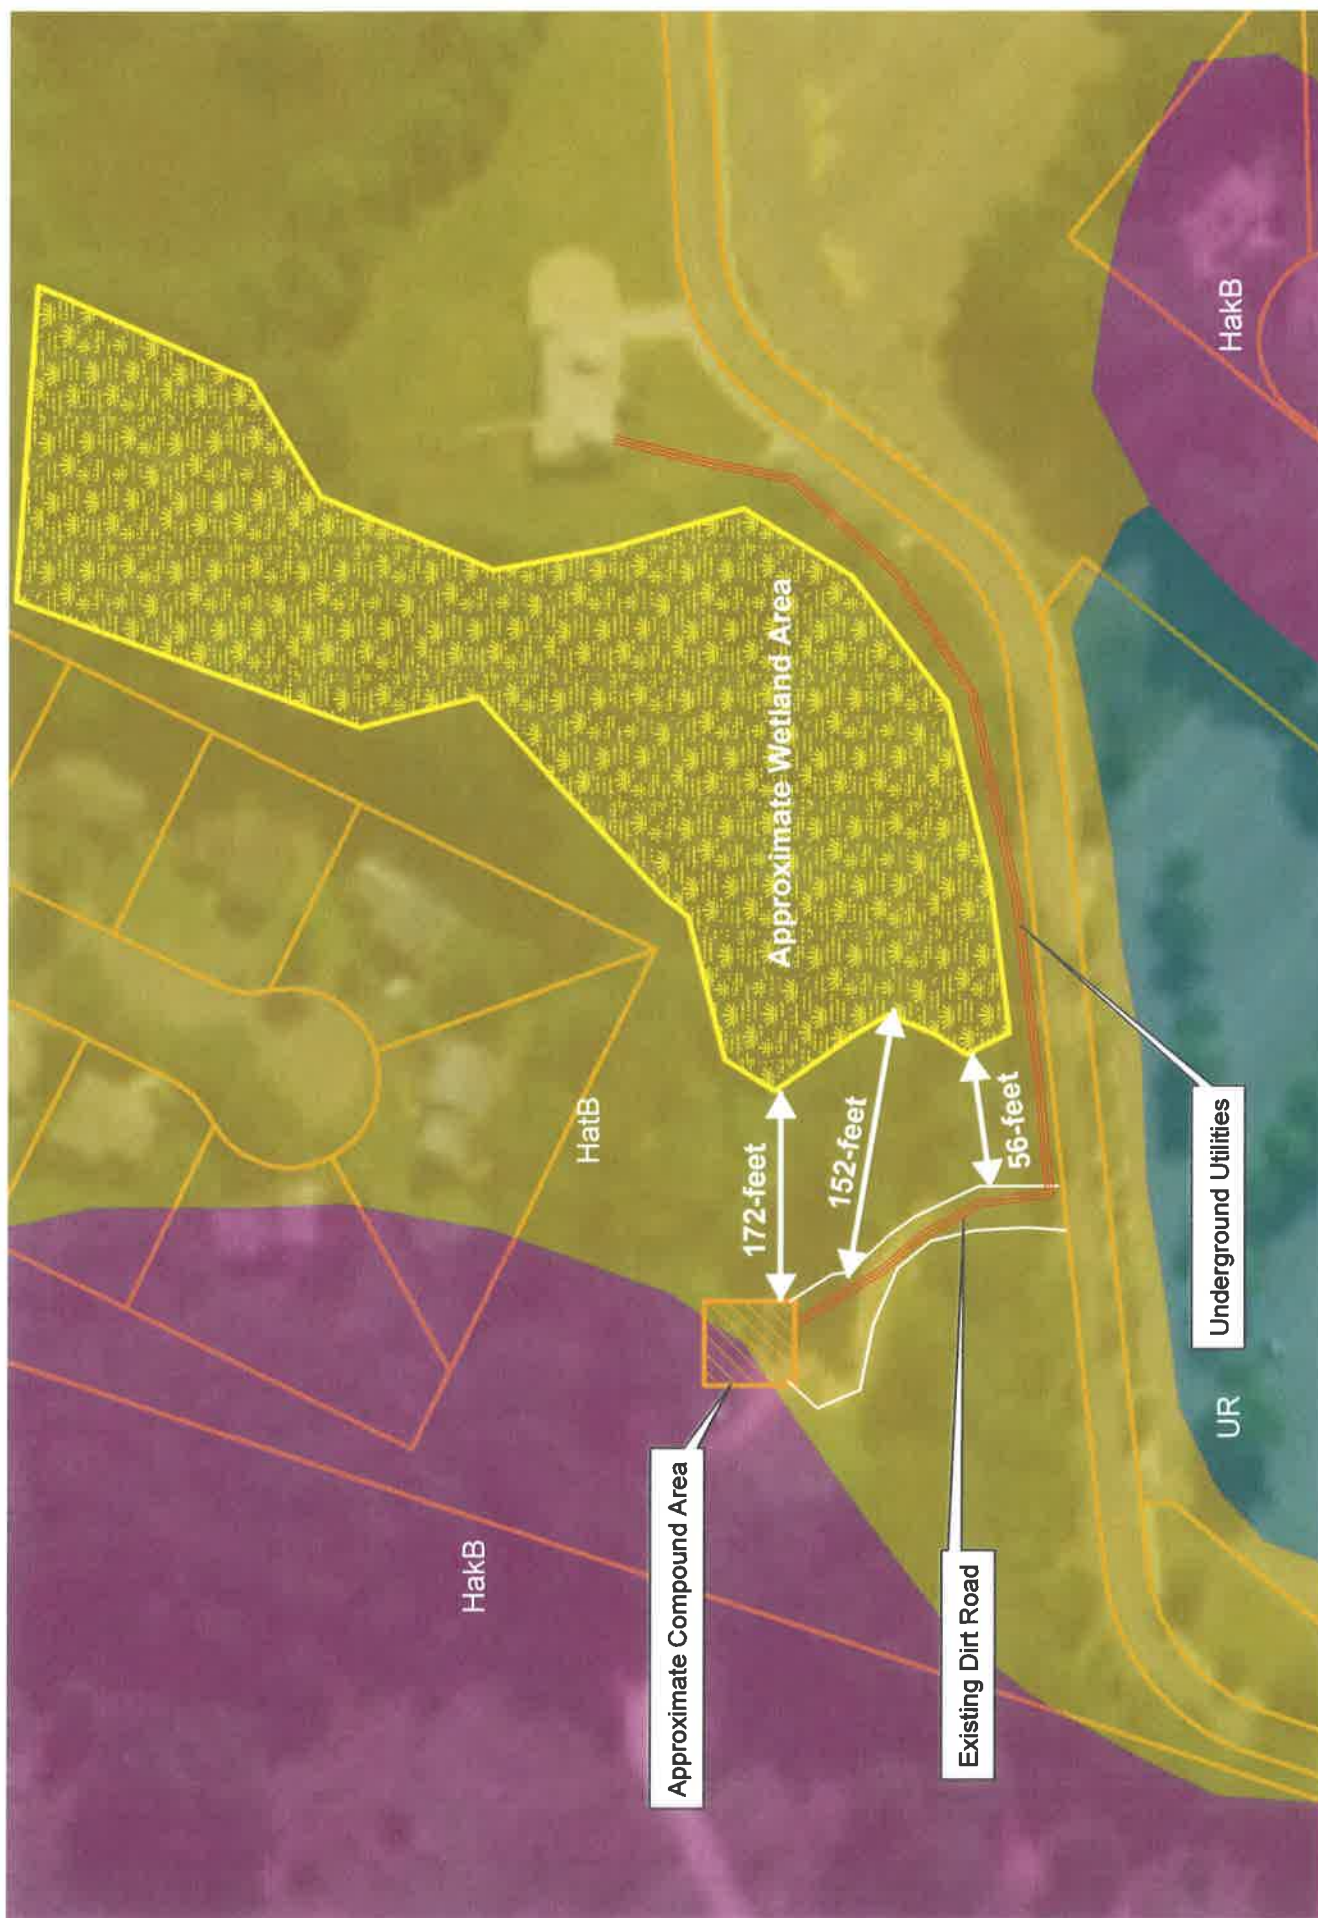 HakB
Approximate Compound Area
HatB
172-feet
152-feet
56-feet
Approximate Wetland Area
Existing Dirt Road
Underground Utilities
UR
HakB